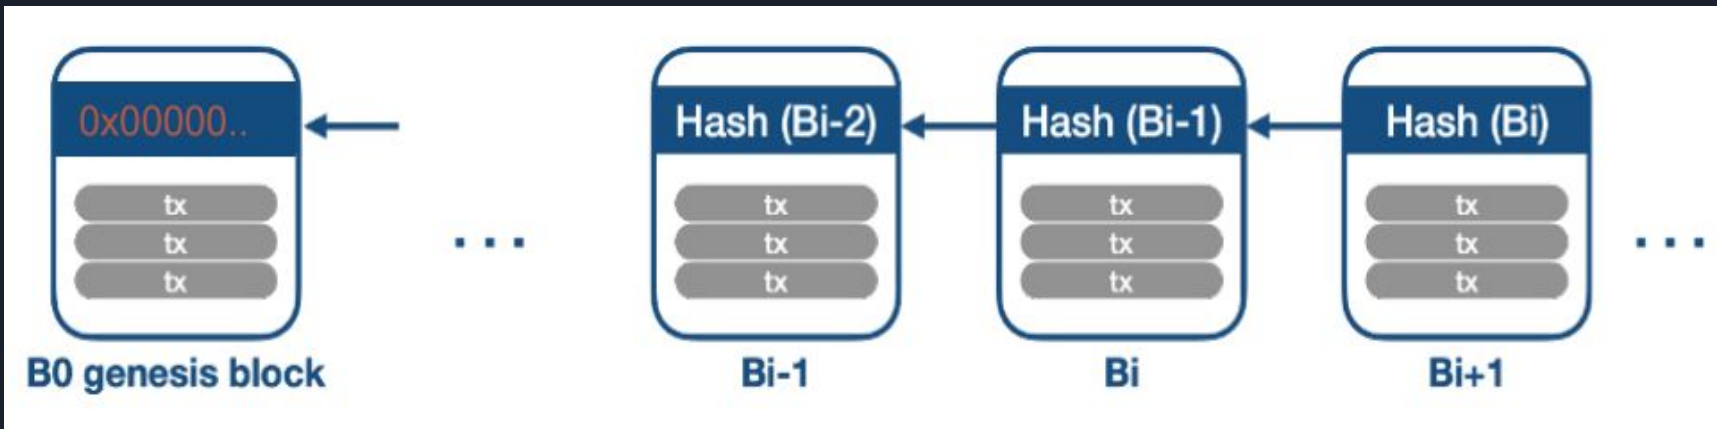 0x00000..
tx
tx
tx
B0 genesis block
...
Hash (Bi-2)
tx
tx
tx
Bi-1
Hash (Bi-1)
tx
tx
tx
Bi
Hash (Bi)
tx
tx
tx
Bi+1
...